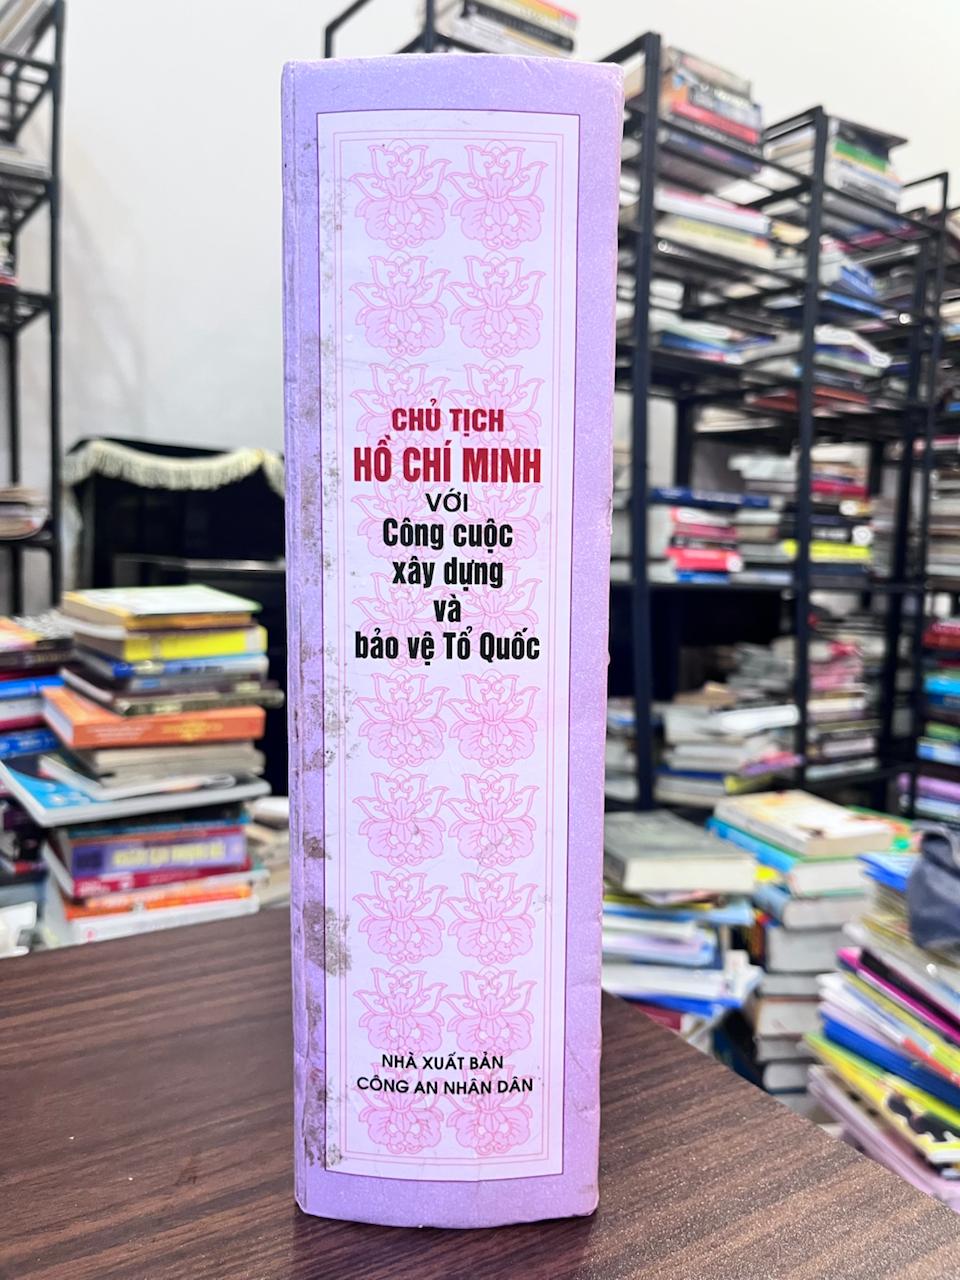 CHỦ TỊCH
HỒ CHÍ MINH
VỚI
Công cuộc
xây dựng
và
bảo vệ Tổ Quốc
NHÀ XUẤT BẢN
CÔNG AN NHÂN DÂN